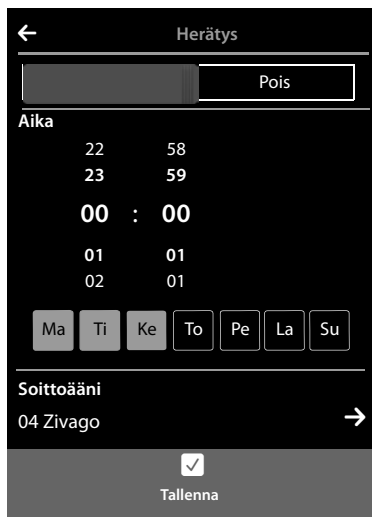 Herätys
Pois
Aika
22 58
23 59
00 : 00
01 01
02 01
Ma Ti Ke To Pe La Su
Soittoääni
04 Zivago
Tallenna